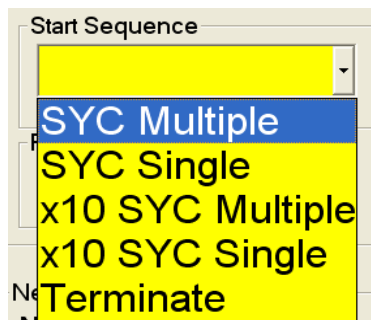 Start Sequence
SYC Multiple
SYC Single
x10 SYC Multiple
x10 SYC Single
Terminate